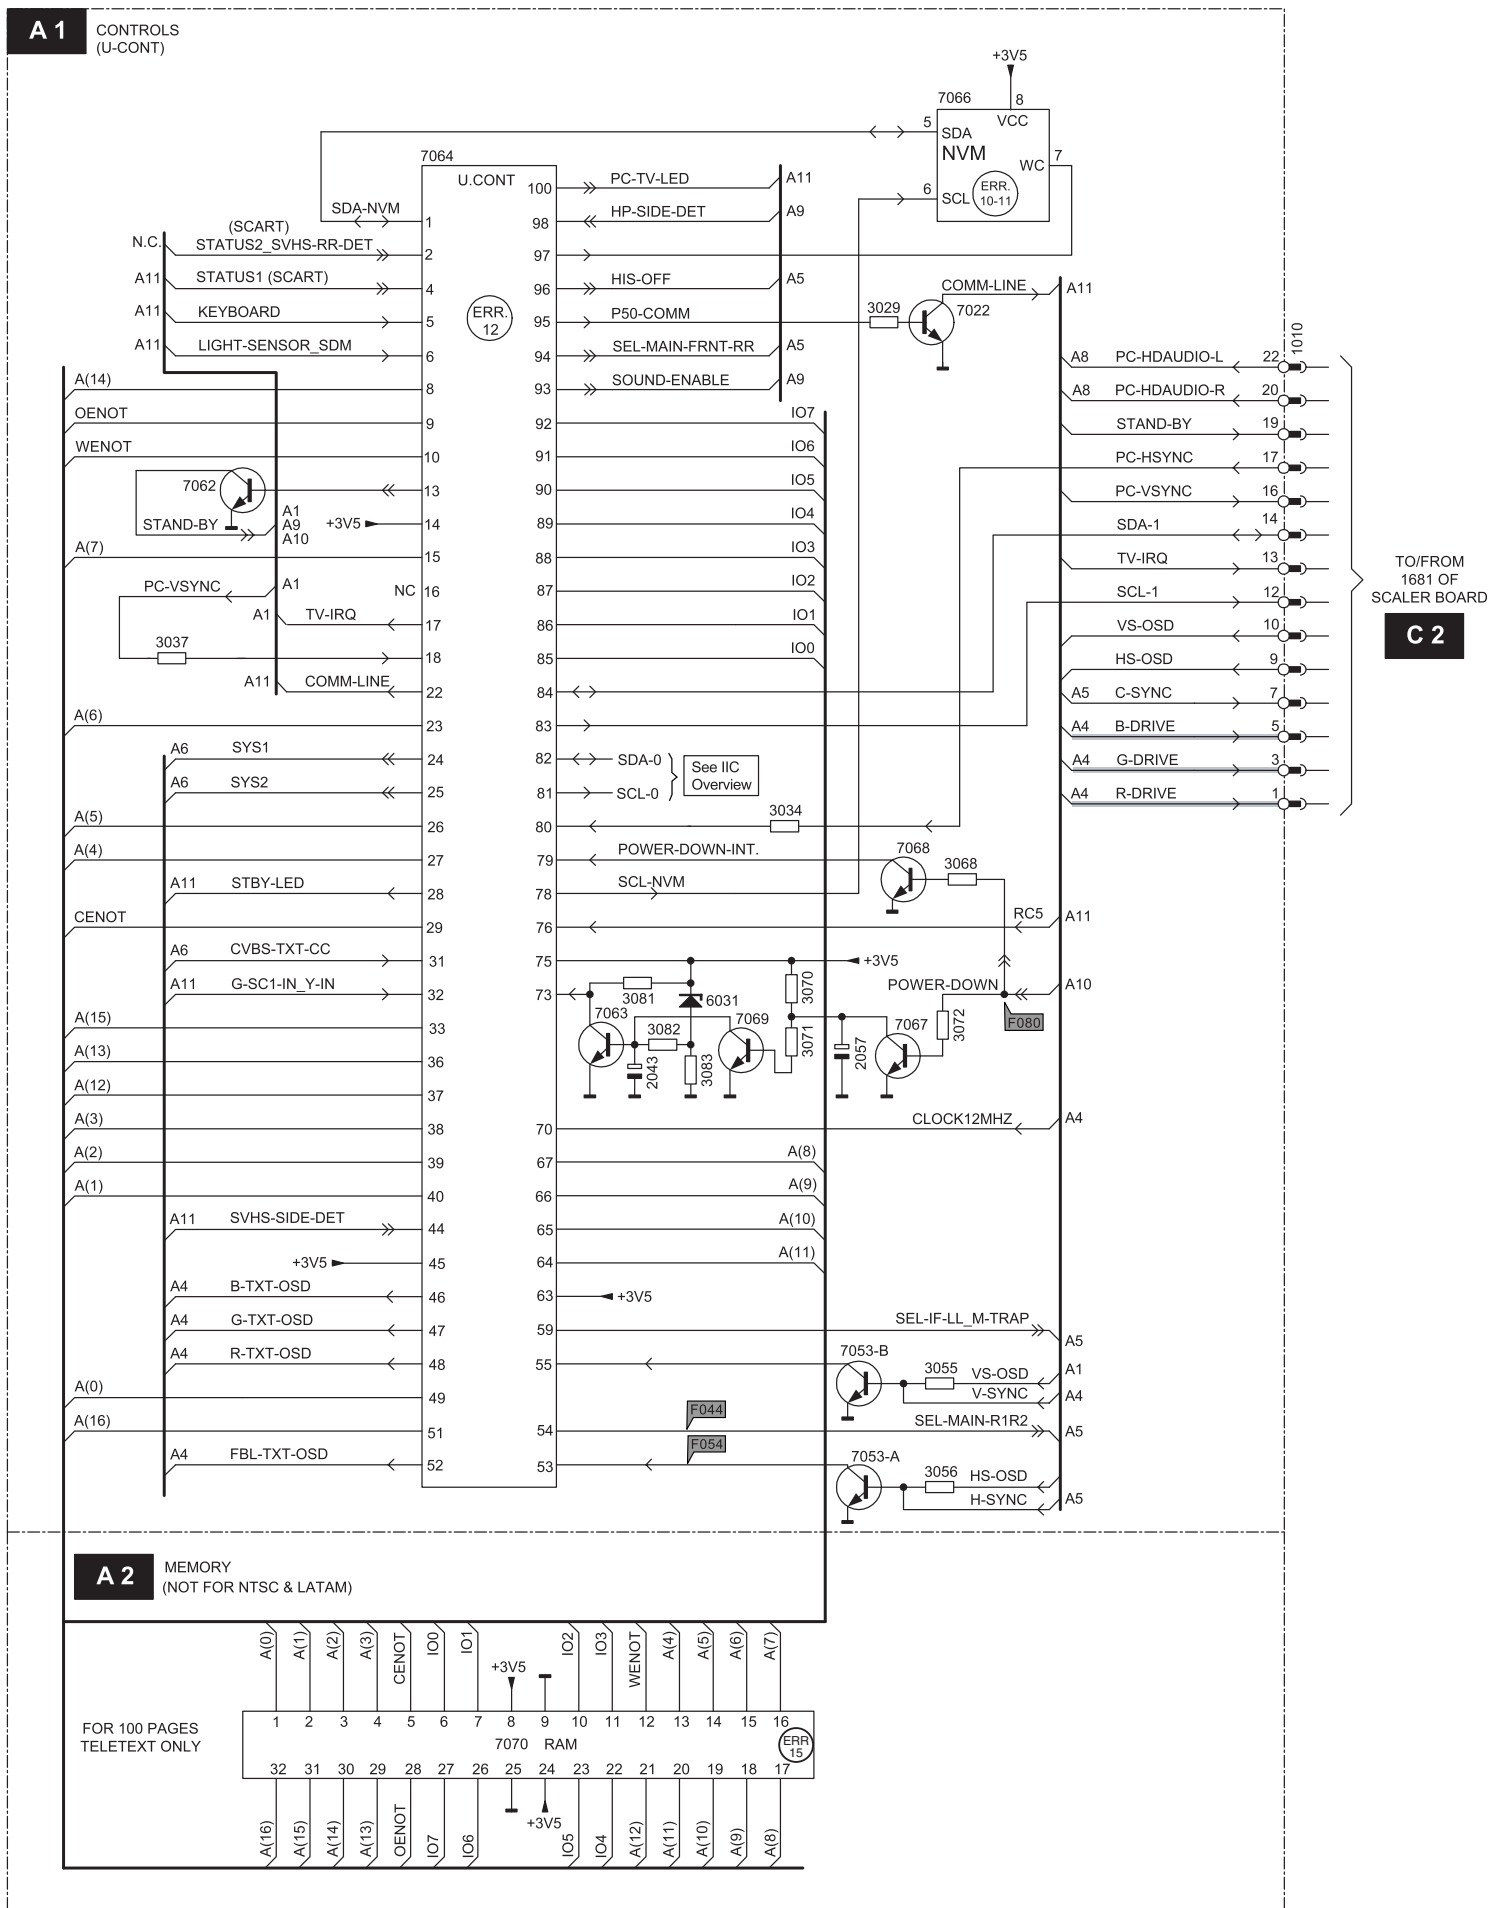 A 1
CONTROLS
(U-CONT)
+3V5
7066
8
VCC
5
SDA
NVM
WC
7
6
SCL
ERR.
10-11
7064
U.CONT
ERR.
12
SDA-NVM
1
(SCART)
N.C.
STATUS2_SVHS-RR-DET
2
A11
STATUS1 (SCART)
4
A11
KEYBOARD
5
A11
LIGHT-SENSOR_SDM
6
A(14)
8
OENOT
9
WENOT
10
7062
13
STAND-BY
A1
A9
A10
+3V5
14
A(7)
15
PC-VSYNC
A1
NC
16
A1
TV-IRQ
17
3037
18
A11
COMM-LINE
22
A(6)
23
A6
SYS1
24
A6
SYS2
25
A(5)
26
A(4)
27
A11
STBY-LED
28
CENOT
29
A6
CVBS-TXT-CC
31
A11
G-SC1-IN_Y-IN
32
A(15)
33
A(13)
36
A(12)
37
A(3)
38
A(2)
39
A(1)
40
A11
SVHS-SIDE-DET
44
+3V5
45
A4
B-TXT-OSD
46
A4
G-TXT-OSD
47
A4
R-TXT-OSD
48
A(0)
49
A(16)
51
A4
FBL-TXT-OSD
52
100
PC-TV-LED
A11
98
HP-SIDE-DET
A9
97
96
HIS-OFF
A5
95
P50-COMM
3029
7022
COMM-LINE
A11
94
SEL-MAIN-FRNT-RR
A5
93
SOUND-ENABLE
A9
92
IO7
91
IO6
90
IO5
89
IO4
88
IO3
87
IO2
86
IO1
85
IO0
84
83
82
SDA-0
81
SCL-0
See IIC
Overview
80
3034
79
POWER-DOWN-INT.
7068
3068
78
SCL-NVM
76
RC5
A11
75
+3V5
73
3081
6031
3070
POWER-DOWN
A10
F080
7063
3082
7069
3071
7067
3072
2043
3083
2057
70
CLOCK12MHZ
A4
67
A(8)
66
A(9)
65
A(10)
64
A(11)
63
+3V5
59
SEL-IF-LL_M-TRAP
A5
55
7053-B
3055
VS-OSD
A1
V-SYNC
A4
F044
54
SEL-MAIN-R1R2
A5
F054
53
7053-A
3056
HS-OSD
H-SYNC
A5
1010
A8
PC-HDAUDIO-L
22
A8
PC-HDAUDIO-R
20
STAND-BY
19
PC-HSYNC
17
PC-VSYNC
16
SDA-1
14
TV-IRQ
13
SCL-1
12
VS-OSD
10
HS-OSD
9
A5
C-SYNC
7
A4
B-DRIVE
5
A4
G-DRIVE
3
A4
R-DRIVE
1
TO/FROM
1681 OF
SCALER BOARD
C 2
A 2
MEMORY
(NOT FOR NTSC & LATAM)
A(0)
A(1)
A(2)
A(3)
CENOT
IO0
IO1
+3V5
IO2
IO3
WENOT
A(4)
A(5)
A(6)
A(7)
FOR 100 PAGES
TELETEXT ONLY
1 2 3 4 5 6 7 8 9 10 11 12 13 14 15 16
7070 RAM
ERR
15
32 31 30 29 28 27 26 25 24 23 22 21 20 19 18 17
A(16)
A(15)
A(14)
A(13)
OENOT
IO7
IO6
+3V5
IO5
IO4
A(12)
A(11)
A(10)
A(9)
A(8)